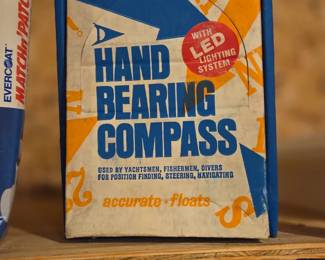 EVERCOAT
MATCH-N-PATCH
WITH
LED
LIGHTING
SYSTEM
HAND
BEARING
COMPASS
USED BY YACHTSMEN, FISHERMEN, DIVERS
FOR POSITION FINDING, STEERING, NAVIGATING
accurate · floats